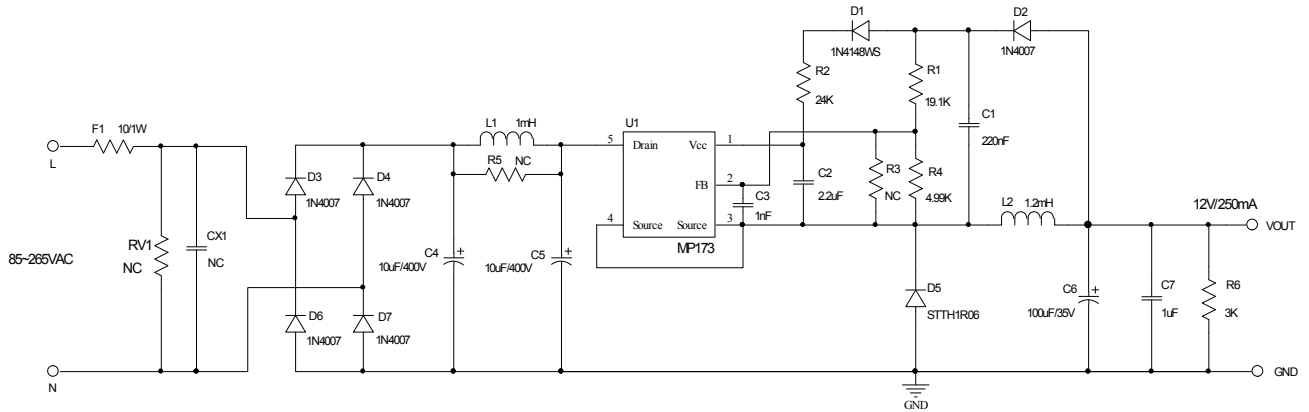 D1
1N4148WS
D2
1N4007
R2
24K
R1
19.1K
C1
220nF
F1 10/1W
L
L1 1mH
R5 NC
U1
5 Drain Vcc 1
FB 2
4 Source Source 3
MP173
C2
2.2uF
C3
1nF
R3
NC
R4
4.99K
L2 1.2mH
12V/250mA
VOUT
D3
1N4007
D4
1N4007
RV1
NC
CX1
NC
85~265VAC
C4
10uF/400V
C5
10uF/400V
D5
STTH1R06
C6
100uF/35V
C7
1uF
R6
3K
D6
1N4007
D7
1N4007
N
GND
GND